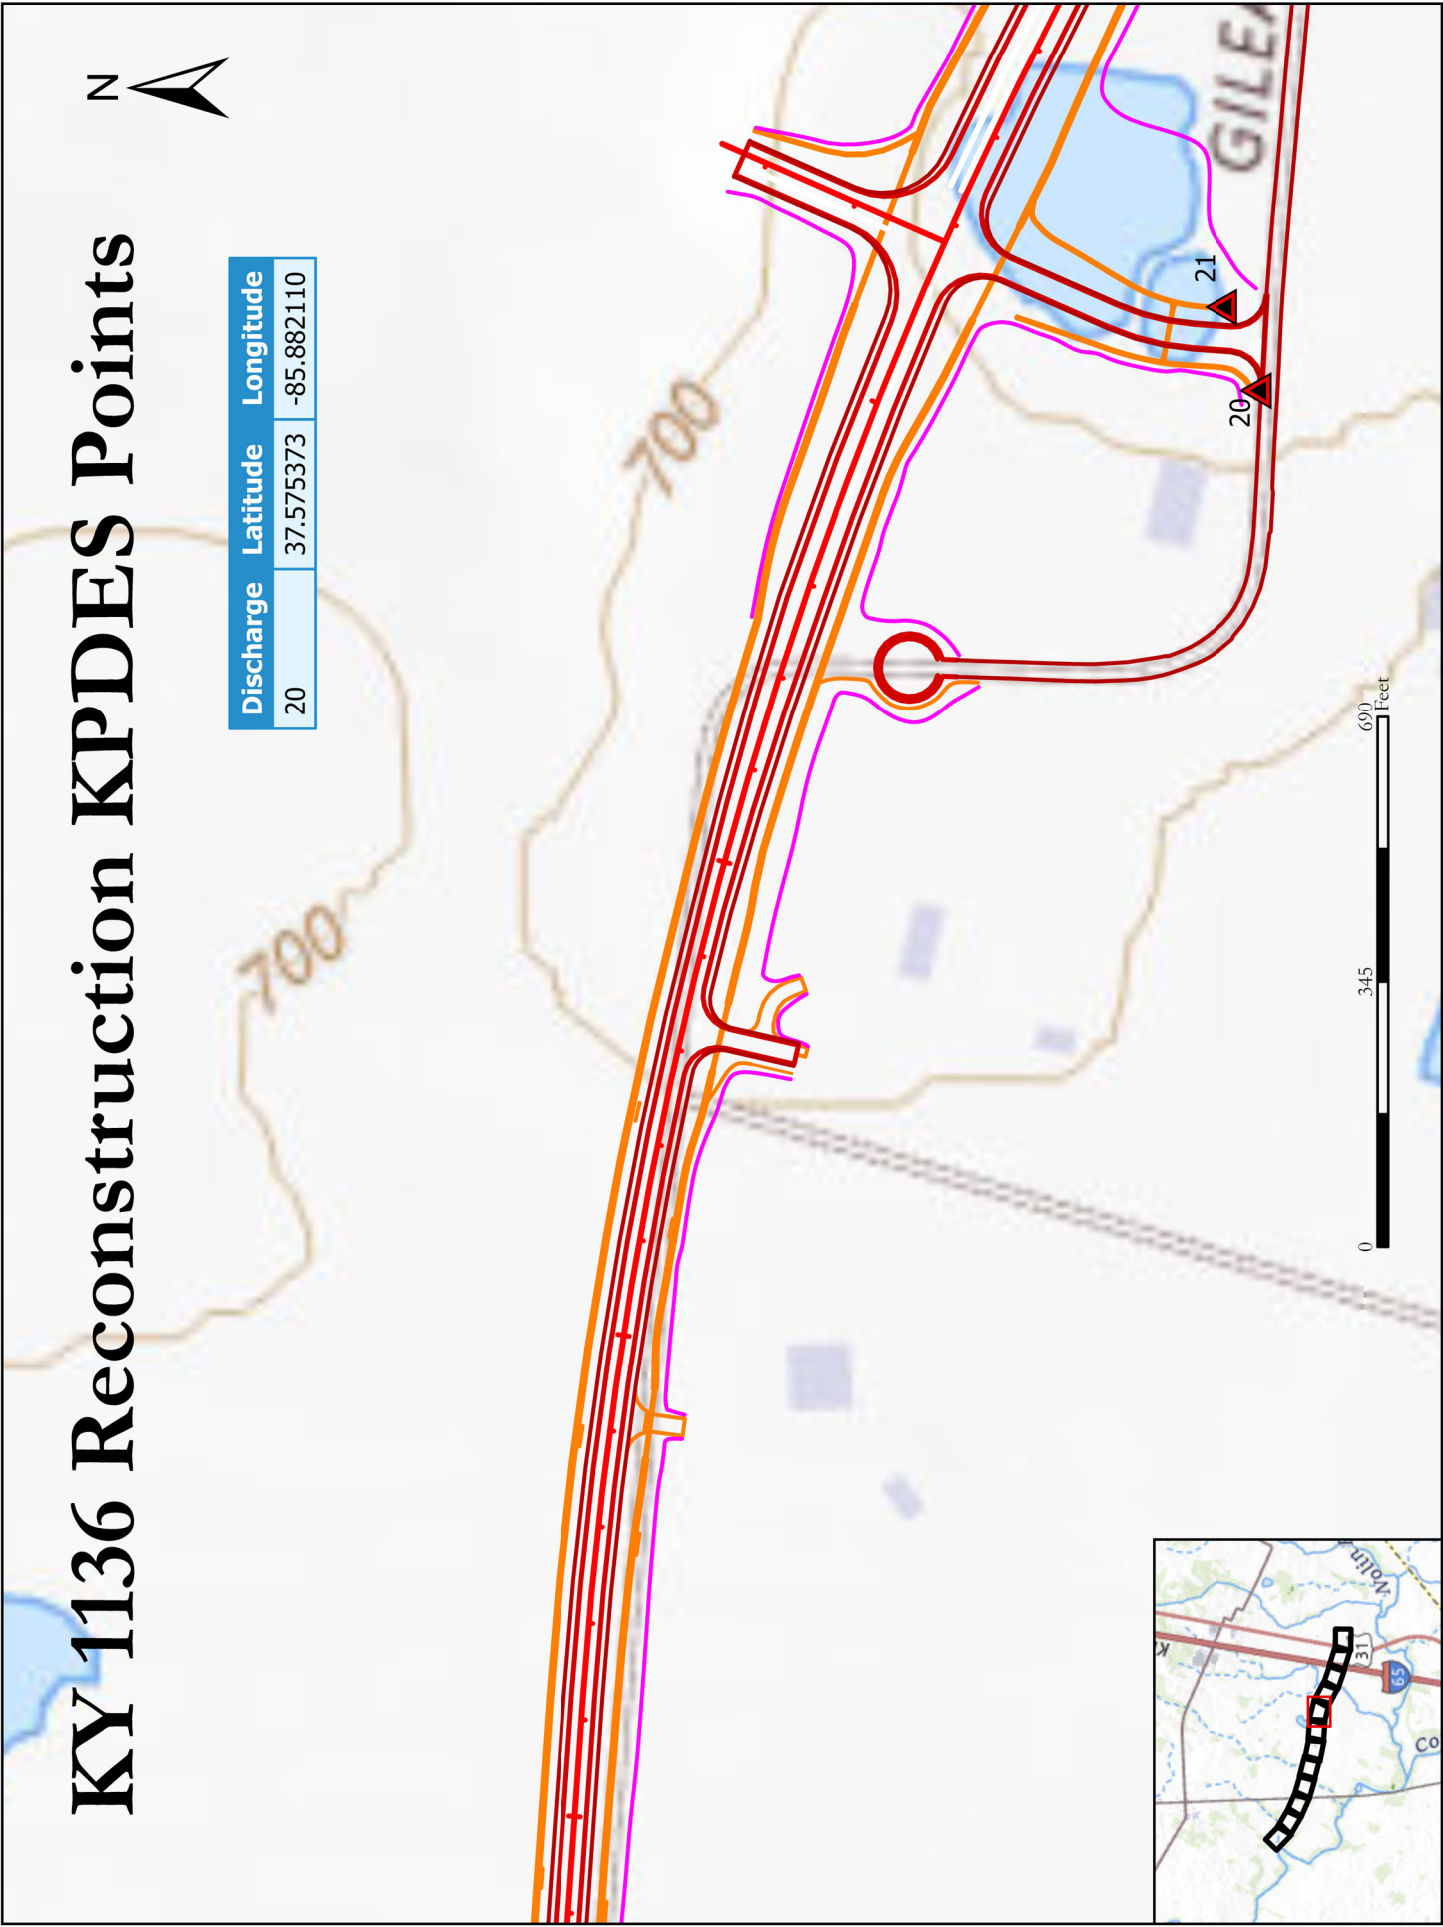 KY 1136 Reconstruction KPDES Points
N
Discharge Latitude Longitude
20 37.575373 -85.882110
700
700
GILEA
21
20
0 345 690
Feet
31
65
Nolin
Co